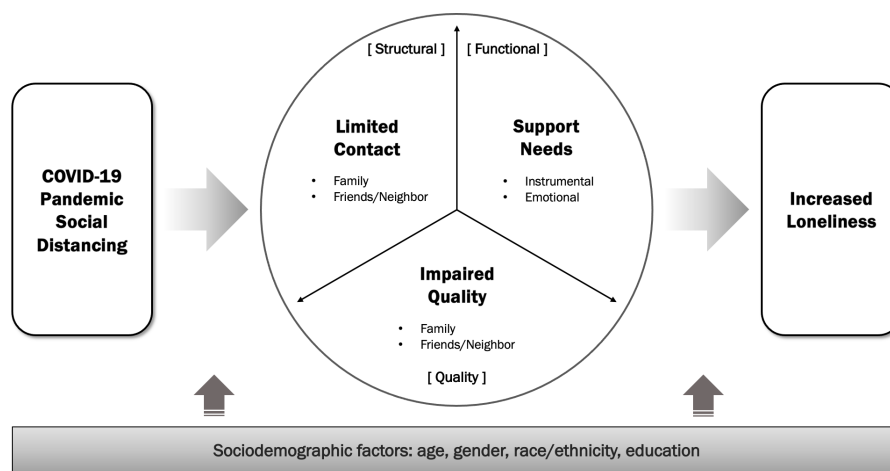 COVID-19
Pandemic
Social
Distancing
[ Structural ]
[ Functional ]
Limited
Contact
• Family
• Friends/Neighbor
Support
Needs
• Instrumental
• Emotional
Impaired
Quality
• Family
• Friends/Neighbor
[ Quality ]
Increased
Loneliness
Sociodemographic factors: age, gender, race/ethnicity, education